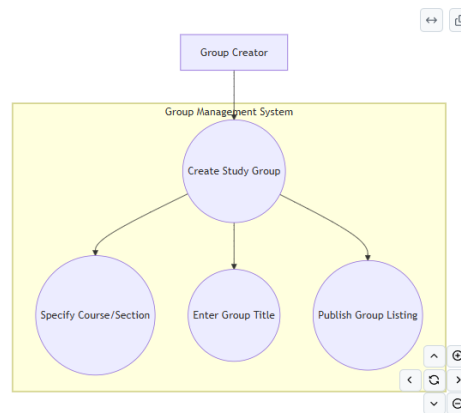 Group Creator
Group Management System
Create Study Group
Specify Course/Section
Enter Group Title
Publish Group Listing